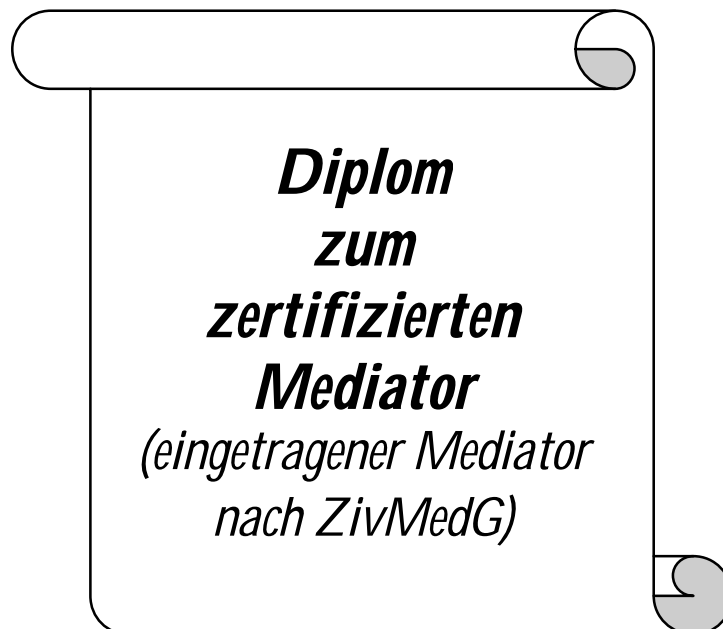 Diplom
zum
zertifizierten
Mediator
(eingetragener Mediator
nach ZivMedG)